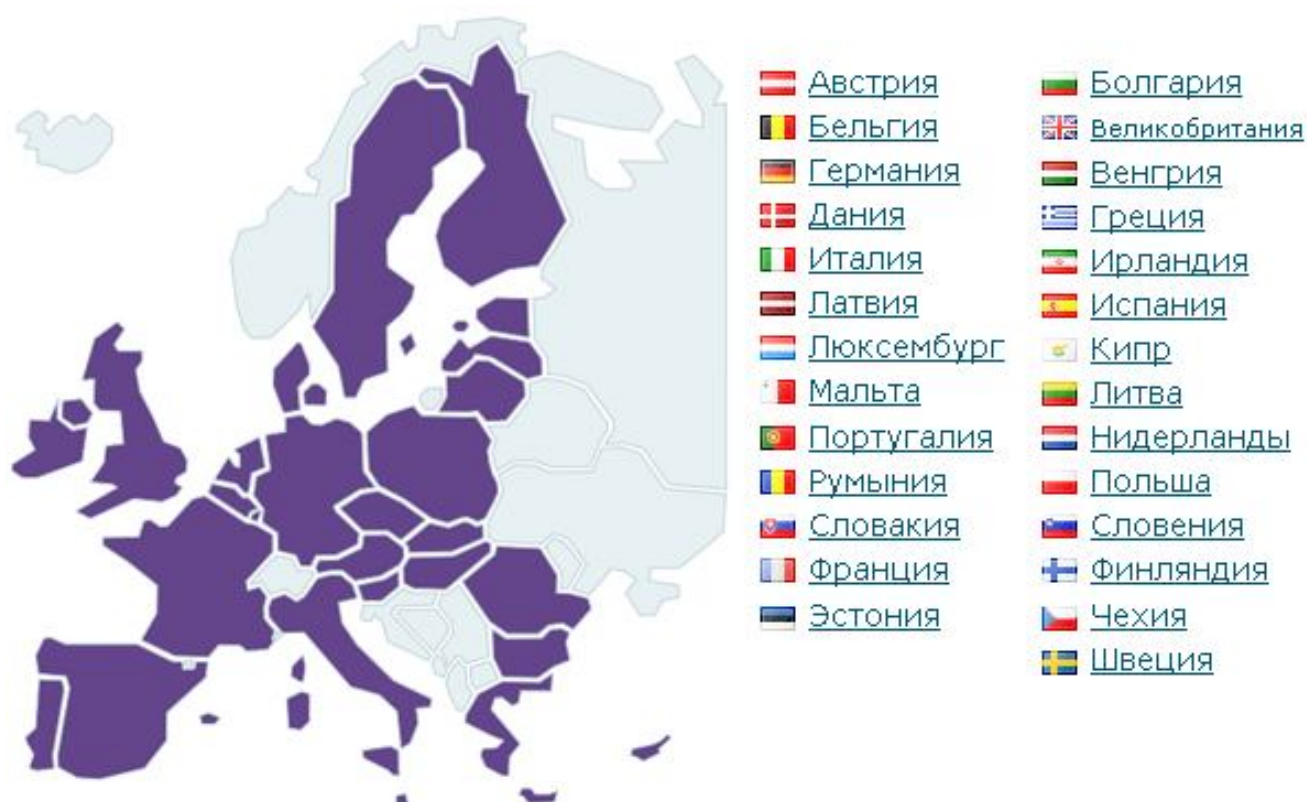 Австрия
Бельгия
Германия
Дания
Италия
Латвия
Люксембург
Мальта
Португалия
Румыния
Словакия
Франция
Эстония
Болгария
Великобритания
Венгрия
Греция
Ирландия
Испания
Кипр
Литва
Нидерланды
Польша
Словения
Финляндия
Чехия
Швеция